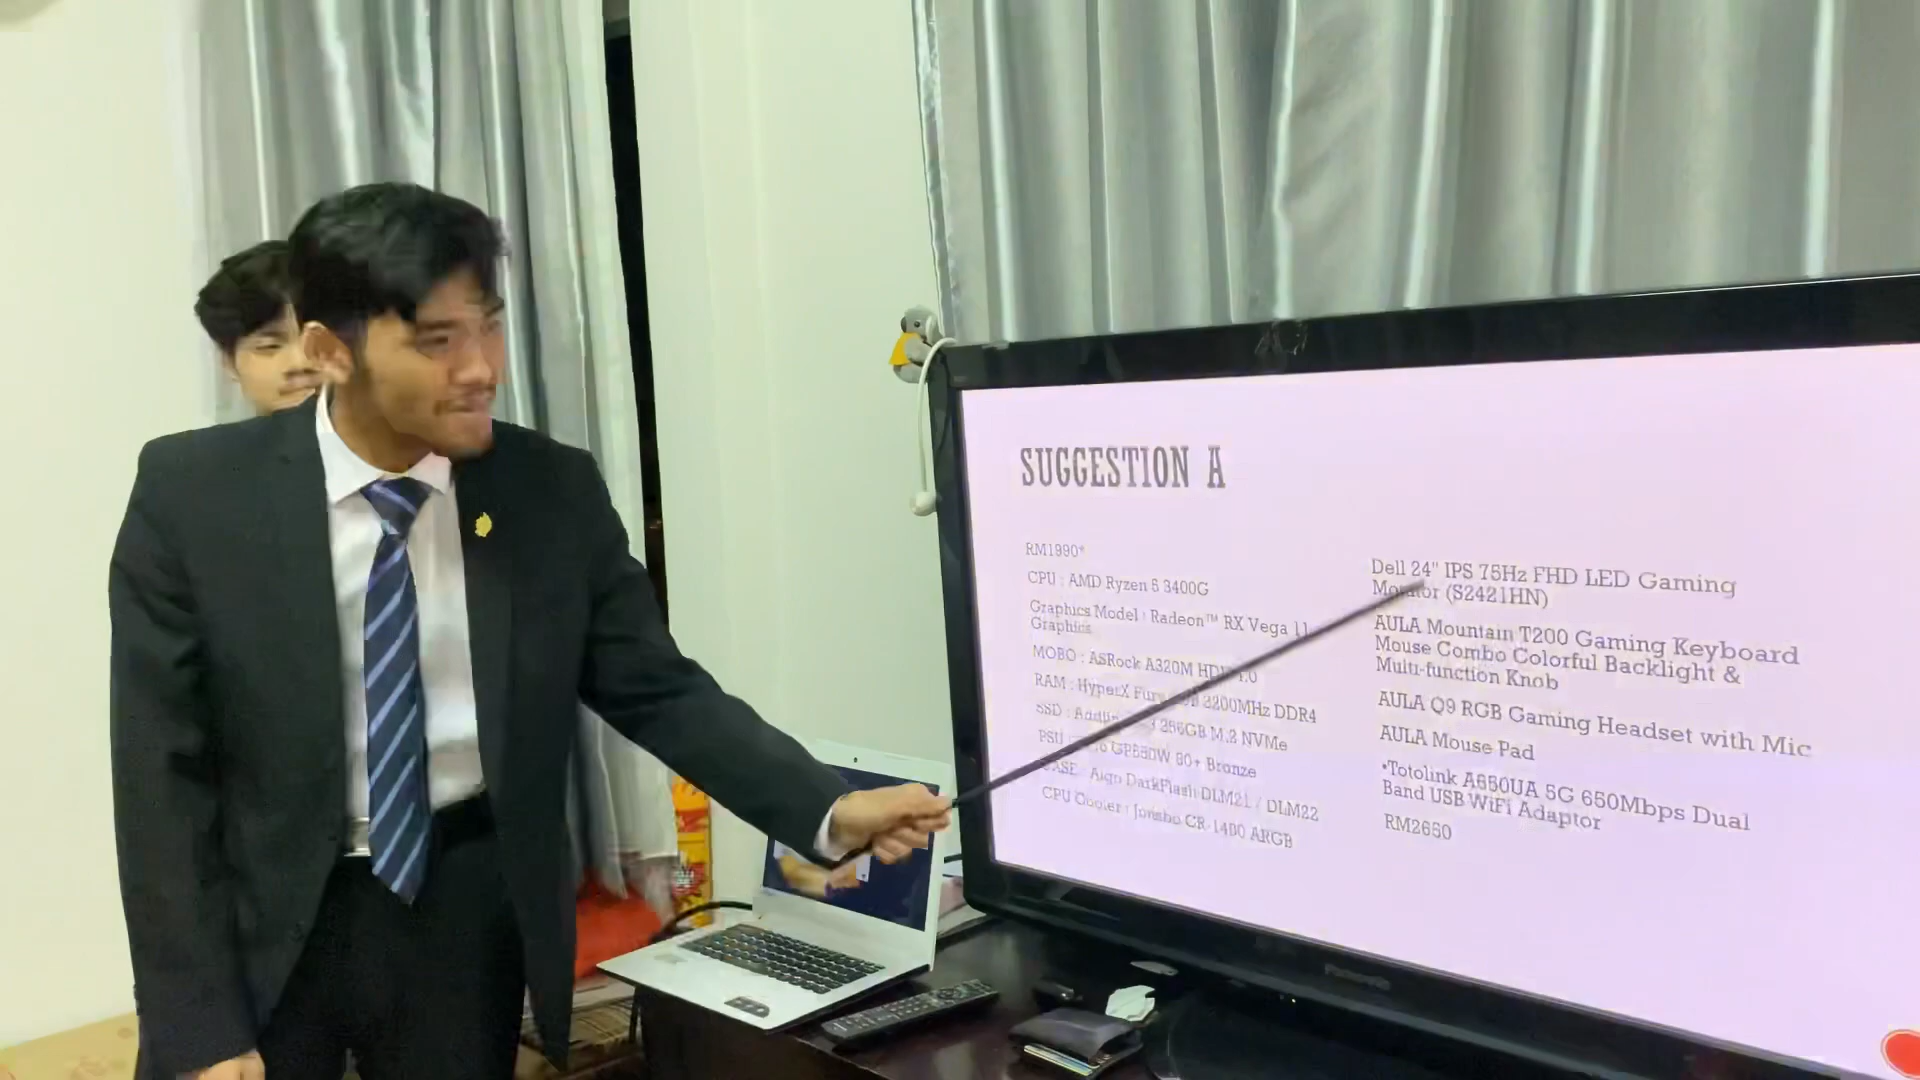 SUGGESTION A
RM1990*
CPU : AMD Ryzen 5 3400G
Graphics Model : Radeon™ RX Vega 11
Graphics
MOBO : ASRock A320M
RAM : HyperX Fury 3200MHz DDR4
SSD : 256GB M.2 NVMe
PSU GP550W 80+ Bronze
CASE Aigo DarkFlash DLM21 / DLM22
CPU Cooler : Jonsbo CR-1400 ARGB
Dell 24" IPS 75Hz FHD LED Gaming
Monitor (S2421HN)
AULA Mountain T200 Gaming Keyboard
Mouse Combo Colorful Backlight &
Multi-function Knob
AULA Q9 RGB Gaming Headset with Mic
AULA Mouse Pad
•Totolink A650UA 5G 650Mbps Dual
Band USB WiFi Adaptor
RM2650
Panasonic